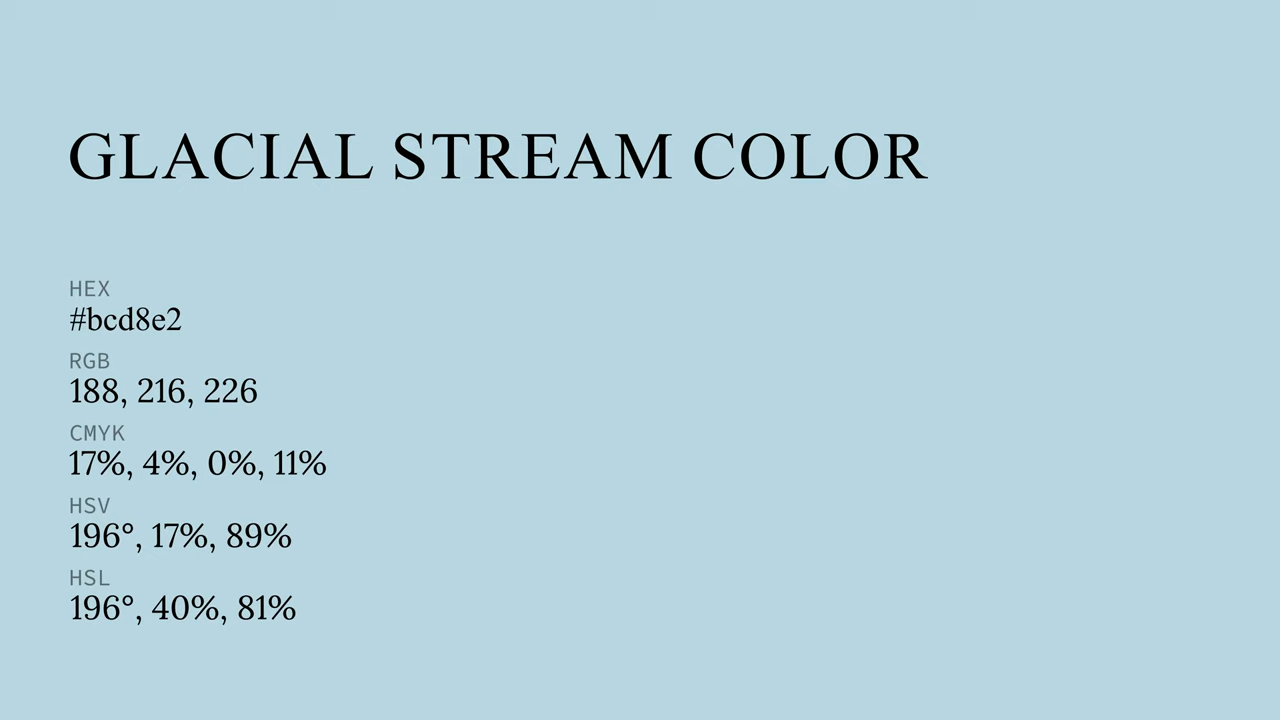 GLACIAL STREAM COLOR
HEX
#bcd8e2
RGB
188, 216, 226
CMYK
17%, 4%, 0%, 11%
HSV
196°, 17%, 89%
HSL
196°, 40%, 81%